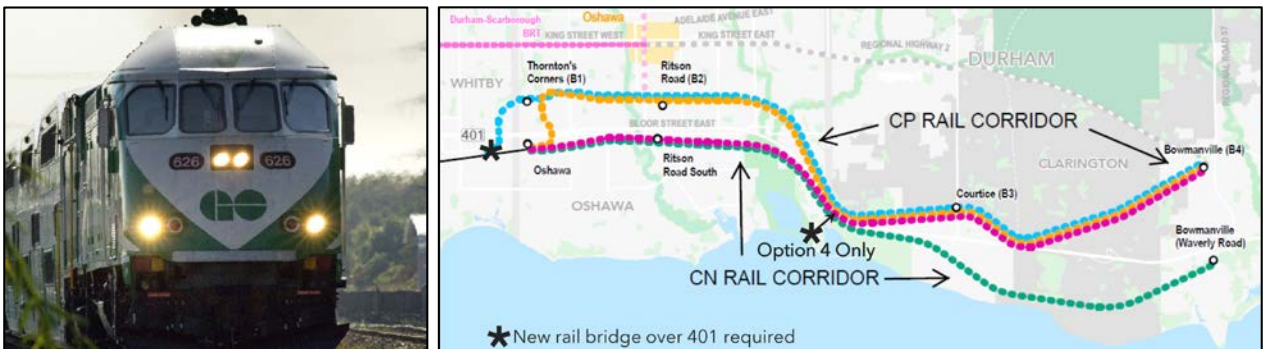 626
626
GO
Durham-Scarborough
BRT
Oshawa
ADELAIDE AVENUE EAST
KING STREET WEST
KING STREET EAST
REGIONAL HIGHWAY 2
DURHAM
REGIONAL ROAD 57
WHITBY
Thornton's
Corners (B1)
Ritson
Road (B2)
401
BLOOR STREET EAST
CP RAIL CORRIDOR
CLARINGTON
Bowmanville (B4)
Oshawa
Ritson
Road South
Courtice (B3)
OSHAWA
Option 4 Only
CN RAIL CORRIDOR
Bowmanville
(Waverly Road)
New rail bridge over 401 required